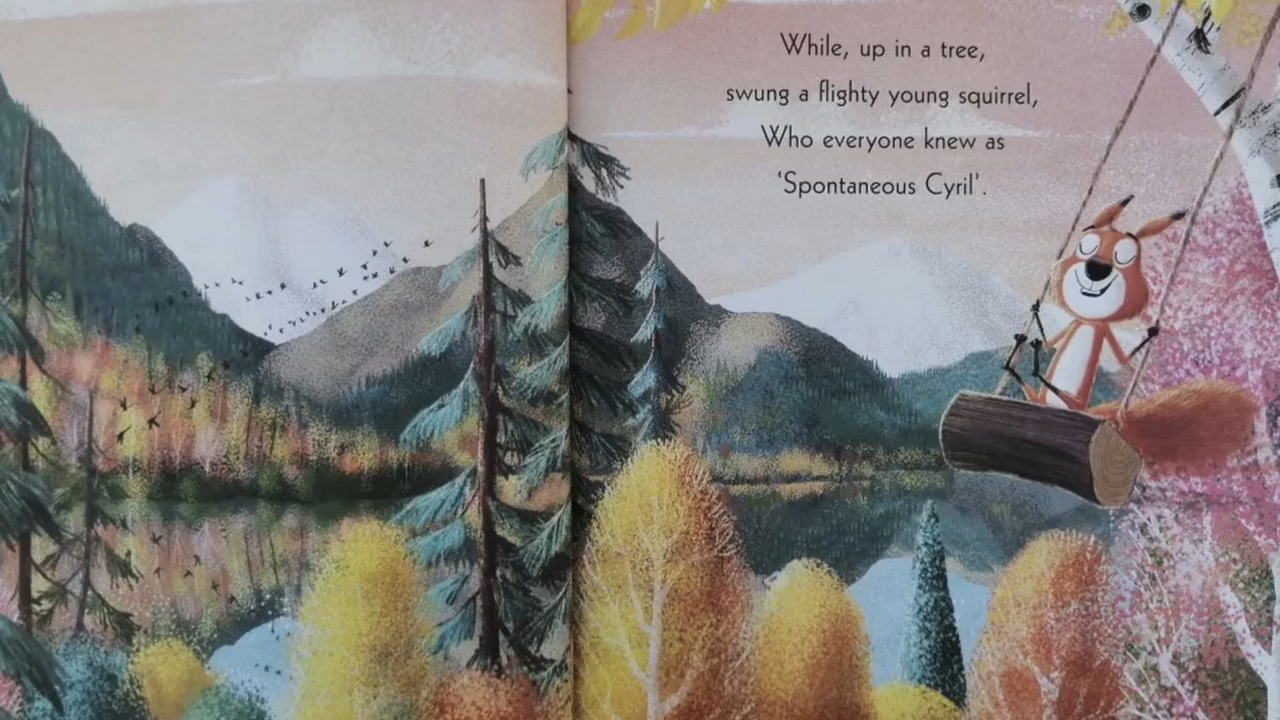 While, up in a tree,
swung a flighty young squirrel,
Who everyone knew as
‘Spontaneous Cyril’.